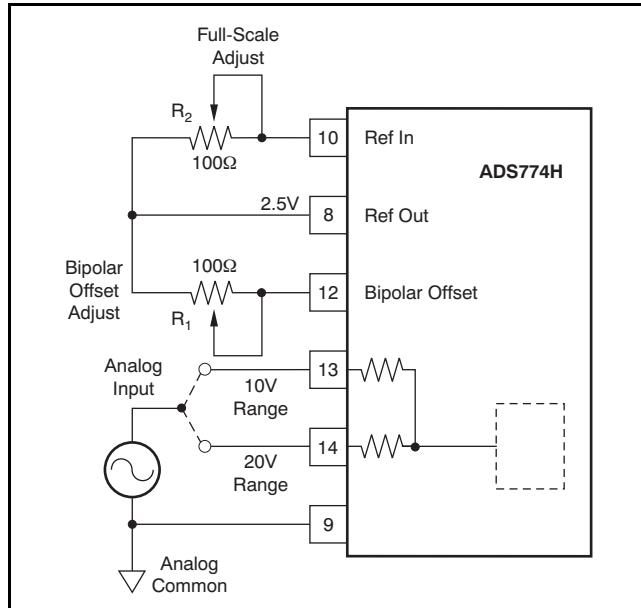 Full-Scale
Adjust
R2
100Ω
10
Ref In
ADS774H
2.5V
8
Ref Out
Bipolar
Offset
Adjust
100Ω
R1
12
Bipolar Offset
Analog
Input
13
10V
Range
14
20V
Range
9
Analog
Common